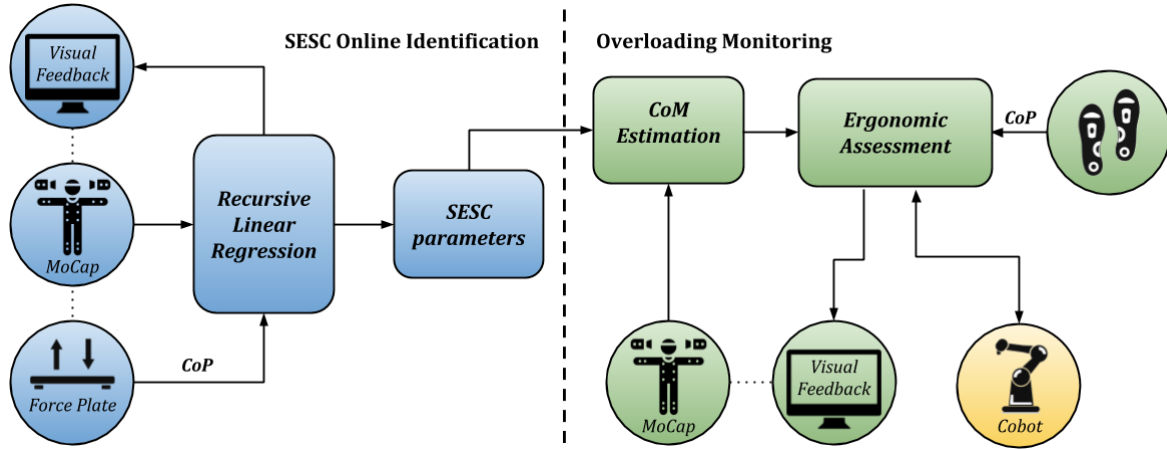 SESC Online Identification
Visual
Feedback
MoCap
Force Plate
CoP
Recursive
Linear
Regression
SESC
parameters
Overloading Monitoring
CoM
Estimation
Ergonomic
Assessment
CoP
MoCap
Visual
Feedback
Cobot